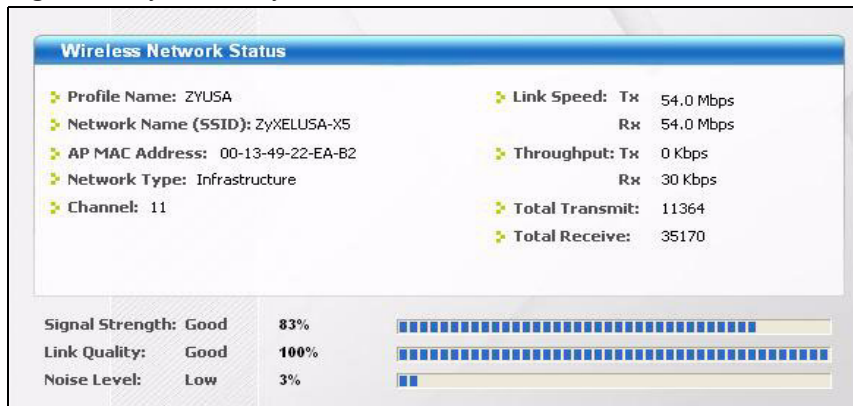 Wireless Network Status
Profile Name: ZYUSA
Network Name (SSID): ZyXELUSA-X5
AP MAC Address: 00-13-49-22-EA-B2
Network Type: Infrastructure
Channel: 11
Link Speed: Tx 54.0 Mbps
Rx 54.0 Mbps
Throughput: Tx 0 Kbps
Rx 30 Kbps
Total Transmit: 11364
Total Receive: 35170
Signal Strength: Good 83%
Link Quality: Good 100%
Noise Level: Low 3%